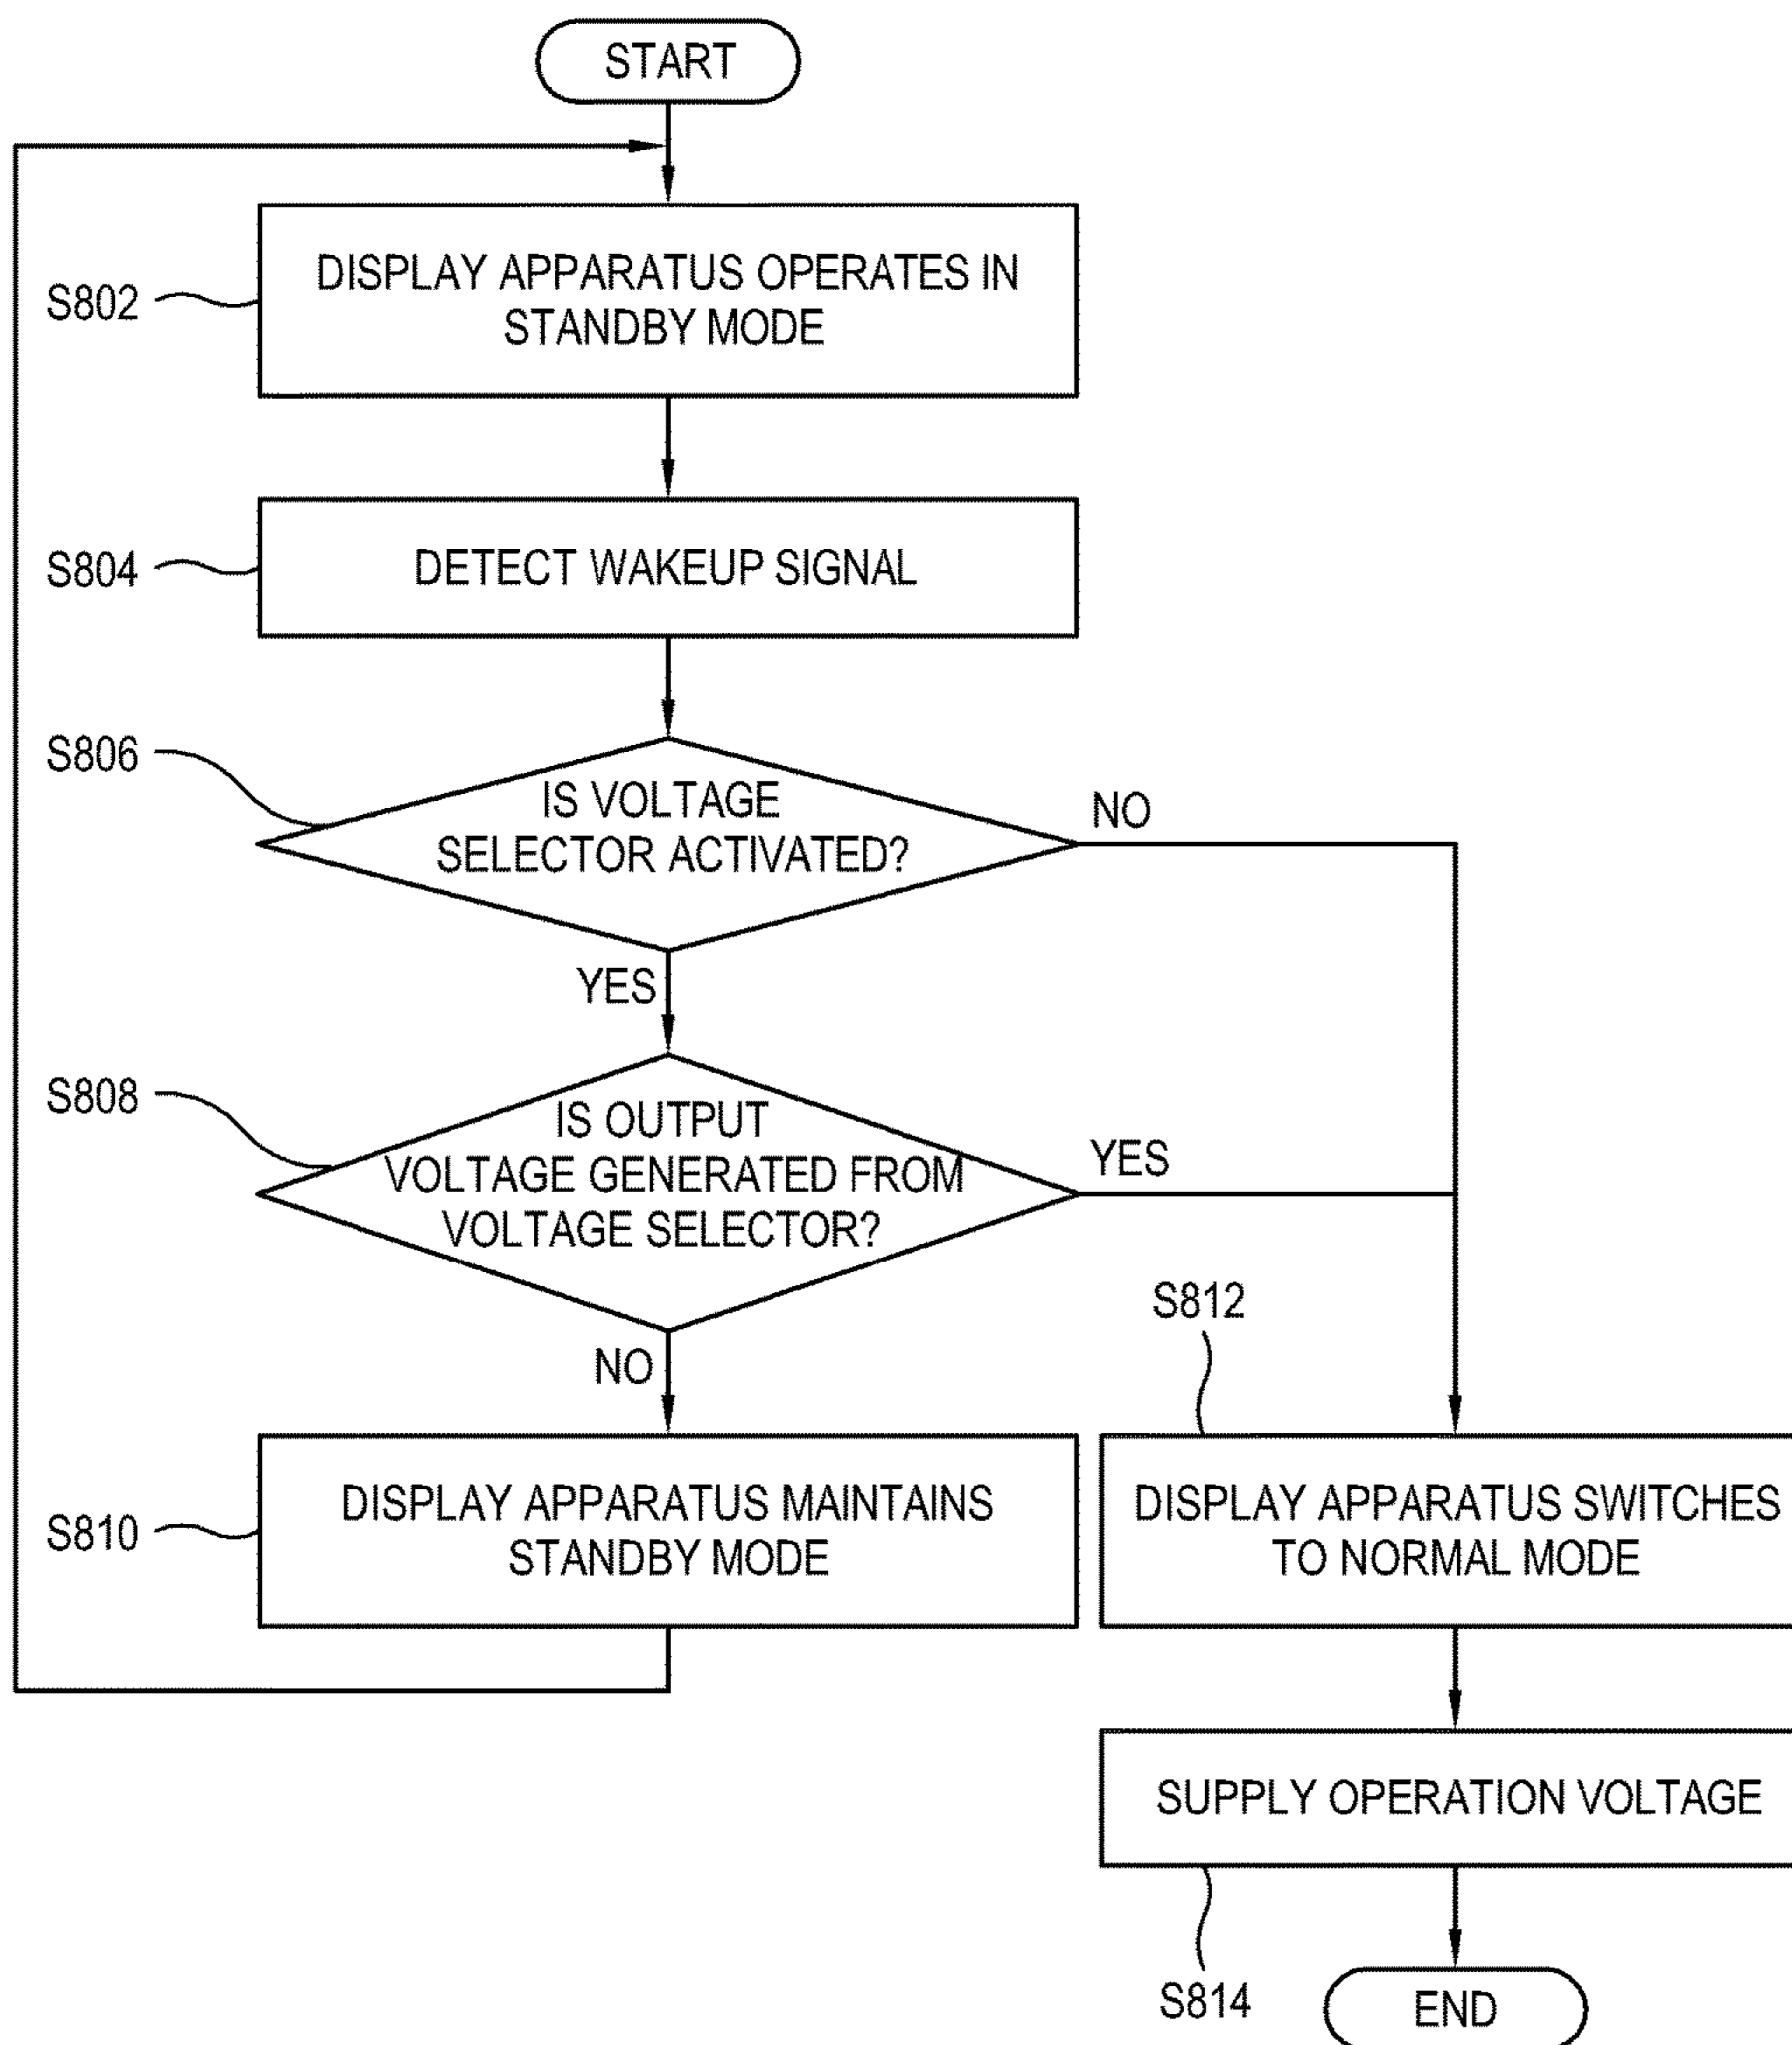 START
S802
DISPLAY APPARATUS OPERATES IN
STANDBY MODE
S804
DETECT WAKEUP SIGNAL
S806
IS VOLTAGE
SELECTOR ACTIVATED?
NO
YES
S808
IS OUTPUT
VOLTAGE GENERATED FROM
VOLTAGE SELECTOR?
YES
NO
S812
S810
DISPLAY APPARATUS MAINTAINS
STANDBY MODE
DISPLAY APPARATUS SWITCHES
TO NORMAL MODE
SUPPLY OPERATION VOLTAGE
S814
END